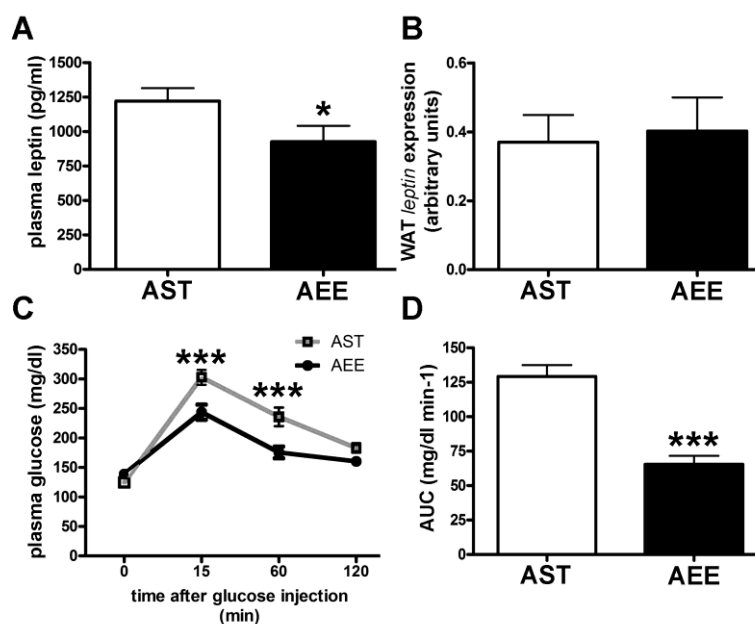 A
plasma leptin (pg/ml)
1500
1250
1000
750
500
250
0
*
AST
AEE
B
WAT leptin expression
(arbitrary units)
0.6
0.4
0.2
0.0
AST
AEE
C
plasma glucose (mg/dl)
350
300
250
200
150
100
50
0
***
***
AST
AEE
0
15
60
120
time after glucose injection
(min)
D
AUC (mg/dl min-1)
150
125
100
75
50
25
0
***
AST
AEE